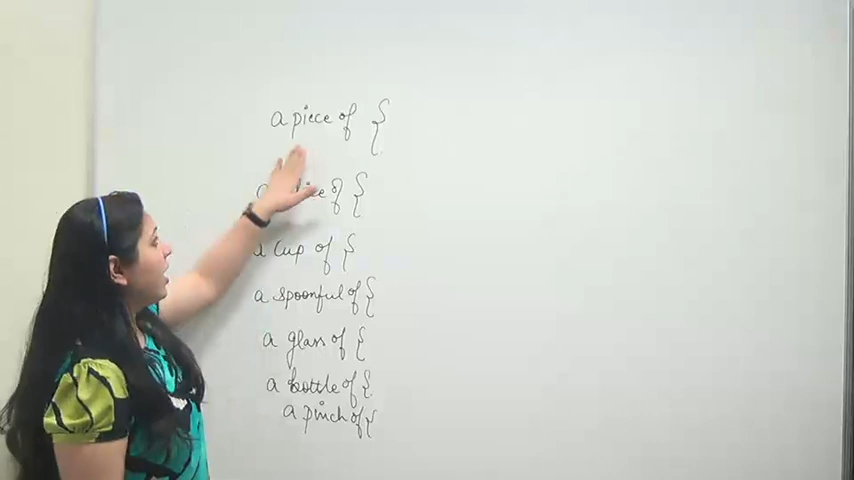 a piece of {
a slice of {
a cup of {
a spoonful of {
a glass of {
a bottle of {
a pinch of {